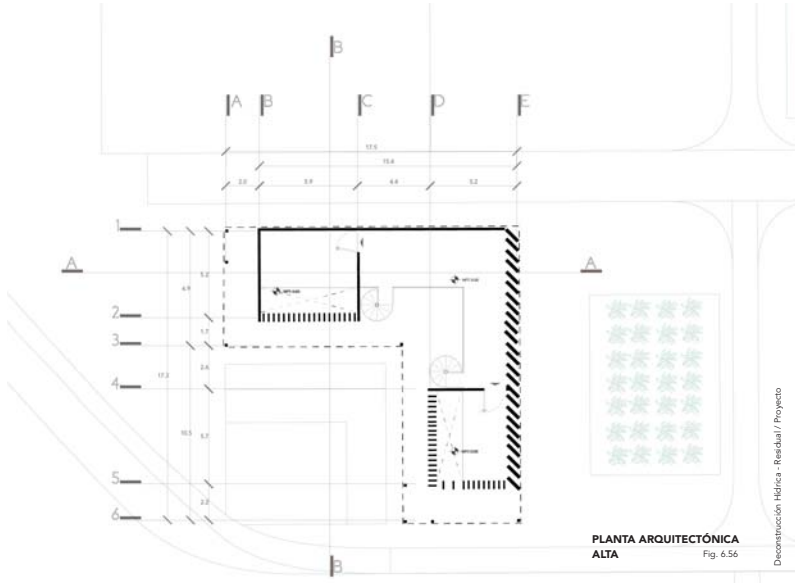 B
A B C D E
17.5
15.4
2.0 5.9 4.4 5.2
1
A A
5.2
6.9
2
1.7
3
2.6
4
17.3
10.5 5.7
5
2.2
6
B
PLANTA ARQUITECTÓNICA
ALTA Fig. 6.56
Deconstrucción Hídrica - Residual / Proyecto